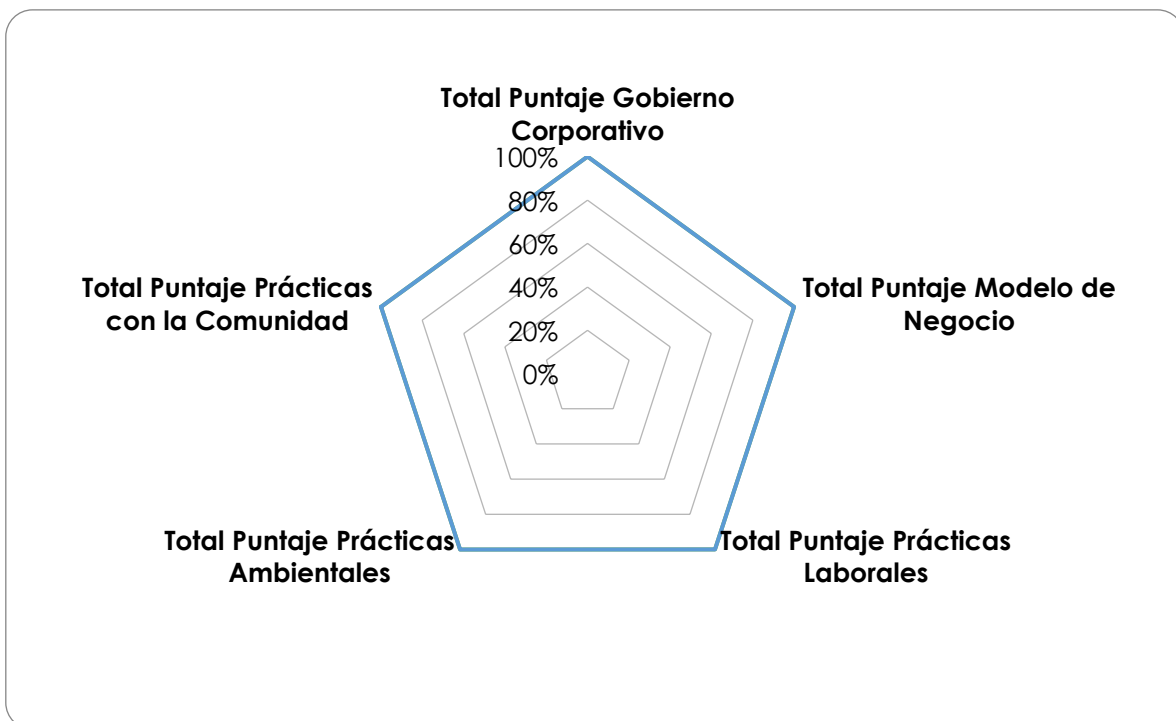 Total Puntaje Gobierno
Corporativo
100%
80%
60%
40%
20%
0%
Total Puntaje Modelo de
Negocio
Total Puntaje Prácticas
Laborales
Total Puntaje Prácticas
Ambientales
Total Puntaje Prácticas
con la Comunidad